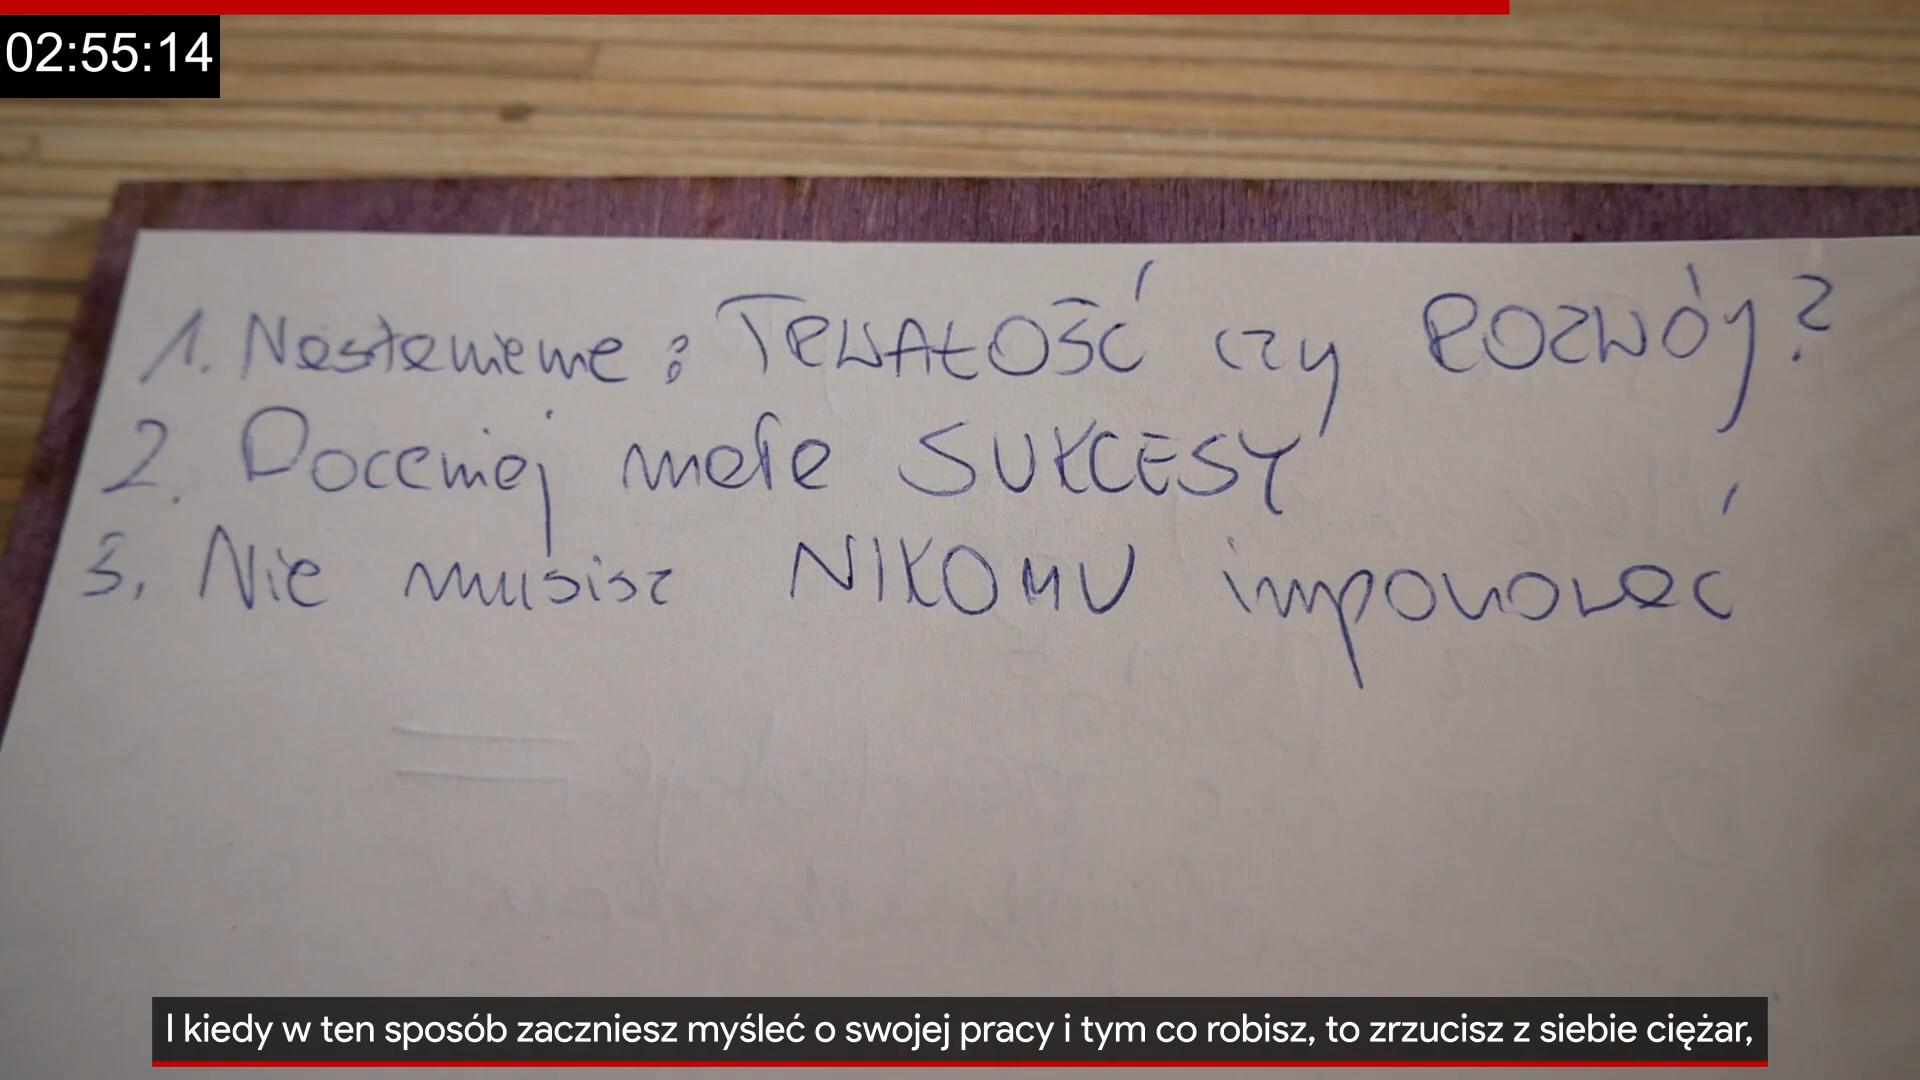 02:55:14
1. Nastawienie: TRWAŁOŚĆ czy ROZWÓJ?
2. Doceniaj małe SUKCESY
3. Nie musisz NIKOMU imponować
I kiedy w ten sposób zaczniesz myśleć o swojej pracy i tym co robisz, to zrzucisz z siebie ciężar,